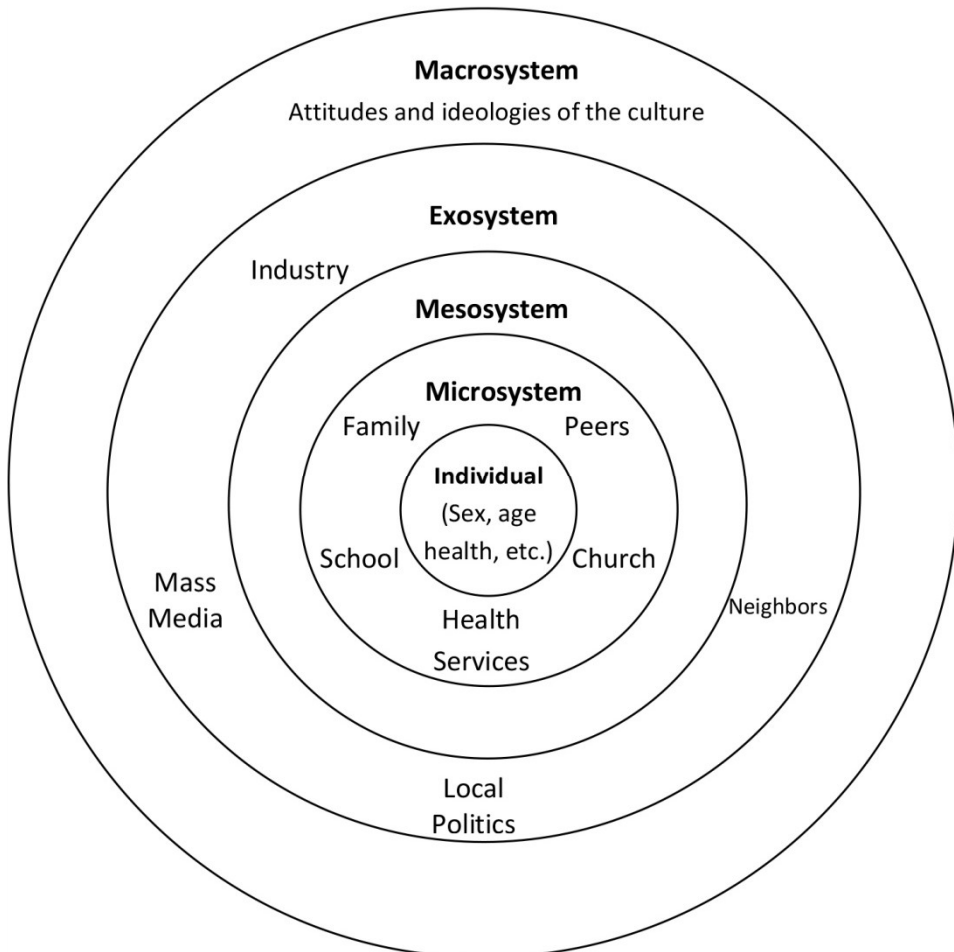 Macrosystem
Attitudes and ideologies of the culture
Exosystem
Industry
Mesosystem
Microsystem
Family
Peers
Individual
(Sex, age
health, etc.)
School
Church
Health
Services
Mass
Media
Neighbors
Local
Politics